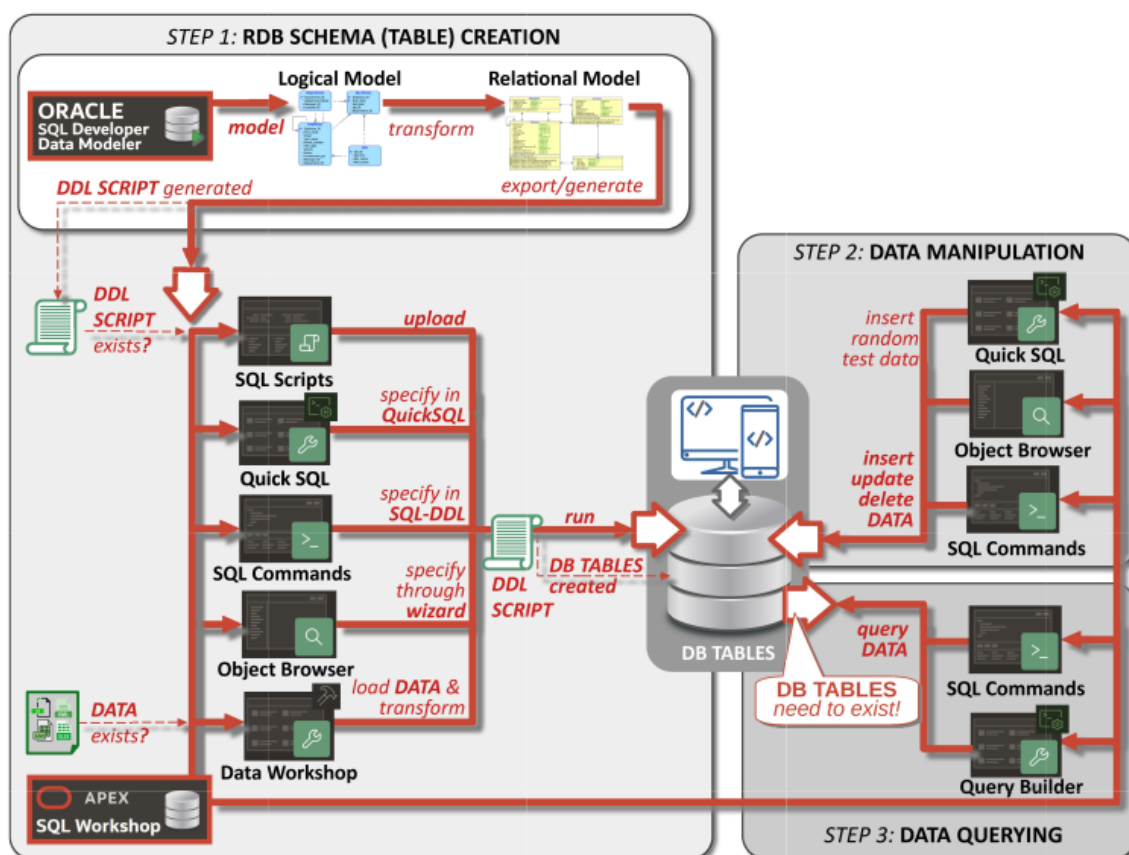 STEP 1: RDB SCHEMA (TABLE) CREATION
Logical Model
Relational Model
ORACLE
SQL Developer
Data Modeler
model
transform
export/generate
DDL SCRIPT generated
DDL
SCRIPT
exists?
SQL Scripts
upload
Quick SQL
specify in
QuickSQL
SQL Commands
specify in
SQL-DDL
Object Browser
specify
through
wizard
DATA
exists?
Data Workshop
load DATA &
transform
APEX
SQL Workshop
DDL
SCRIPT
run
DB TABLES
created
</>
</>
DB TABLES
STEP 2: DATA MANIPULATION
insert
random
test data
Quick SQL
Object Browser
insert
update
delete
DATA
SQL Commands
query
DATA
SQL Commands
DB TABLES
need to exist!
Query Builder
STEP 3: DATA QUERYING